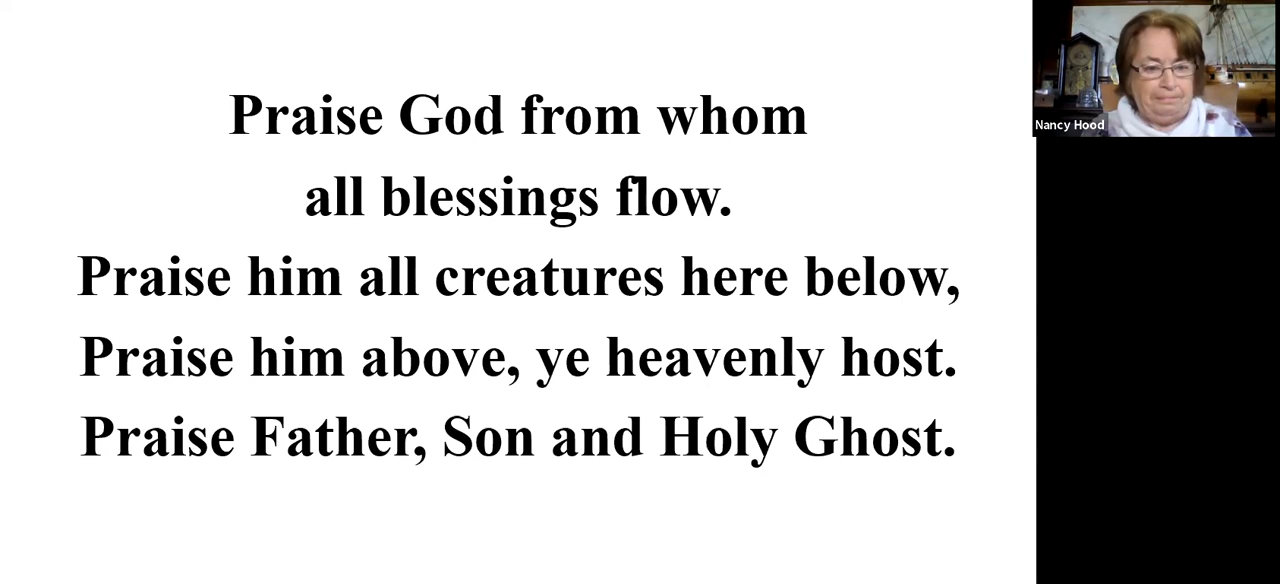 Praise God from whom
all blessings flow.
Praise him all creatures here below,
Praise him above, ye heavenly host.
Praise Father, Son and Holy Ghost.
Nancy Hood